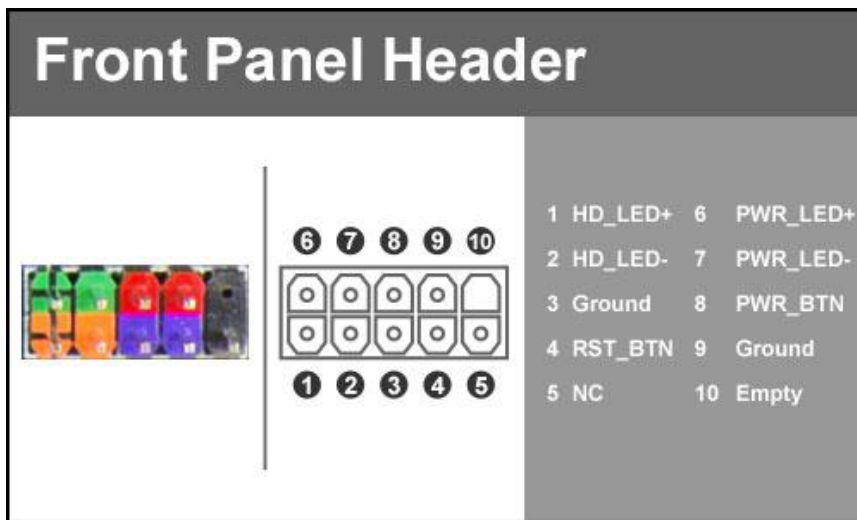 Front Panel Header
6 7 8 9 10
1 2 3 4 5
1 HD_LED+ 6 PWR_LED+
2 HD_LED- 7 PWR_LED-
3 Ground 8 PWR_BTN
4 RST_BTN 9 Ground
5 NC 10 Empty